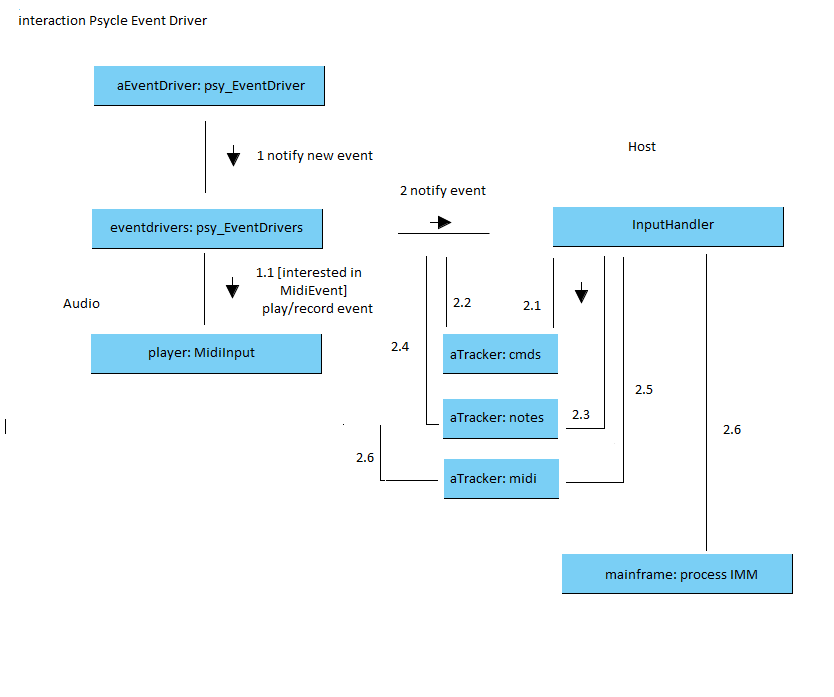 interaction Psycle Event Driver
aEventDriver: psy_EventDriver
1 notify new event
Host
2 notify event
eventdrivers: psy_EventDrivers
InputHandler
1.1 [interested in
MidiEvent]
play/record event
Audio
2.2
2.1
player: MidiInput
2.4
aTracker: cmds
2.5
aTracker: notes
2.3
2.6
2.6
aTracker: midi
mainframe: process IMM